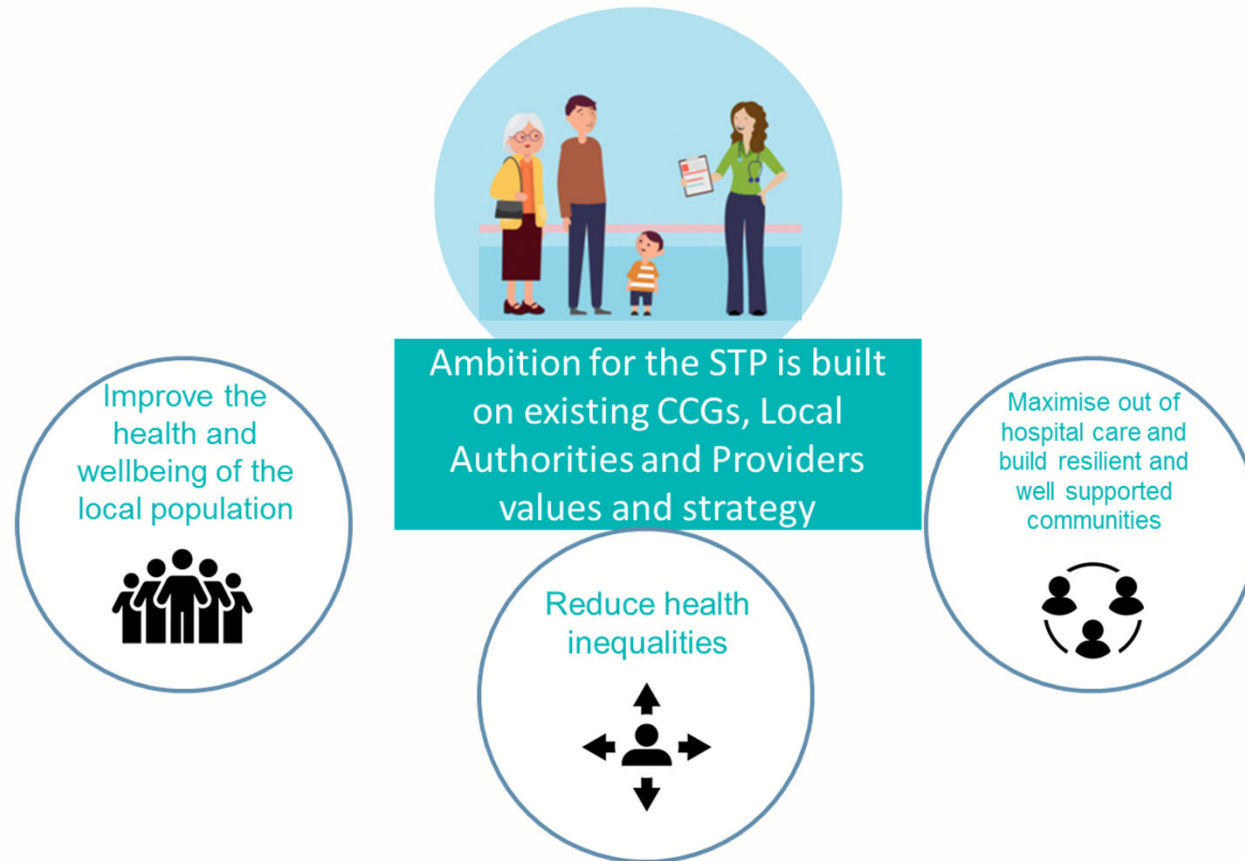 Ambition for the STP is built
on existing CCGs, Local
Authorities and Providers
values and strategy
Improve the
health and
wellbeing of the
local population
Reduce health
inequalities
Maximise out of
hospital care and
build resilient and
well supported
communities